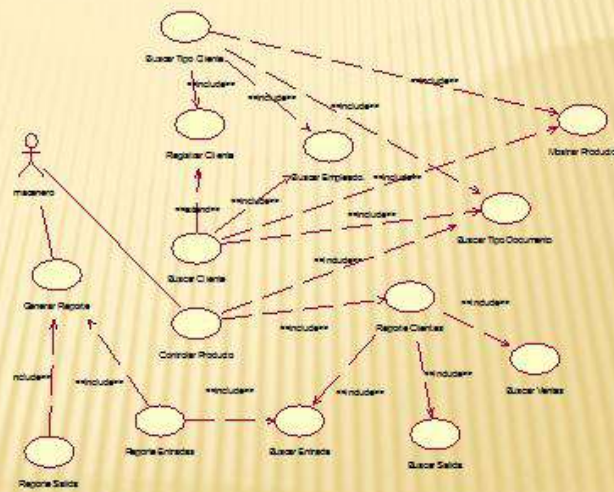 Buscar Tipo Cliente
**include**
**include**
**include**
**include**
Registrar Cliente
Buscar Empleado
Mostrar Producto
macenero
**include**
**include**
**extend**
**include**
Buscar Tipo Documento
Buscar Cliente
**include**
Generar Reporte
Controlar Producto
**include**
Reporte Clientes
**include**
nclude**
**include**
**include**
**include**
**include**
Buscar Ventas
Reporte Entradas
Buscar Entrada
Buscar Salida
Reporte Salida